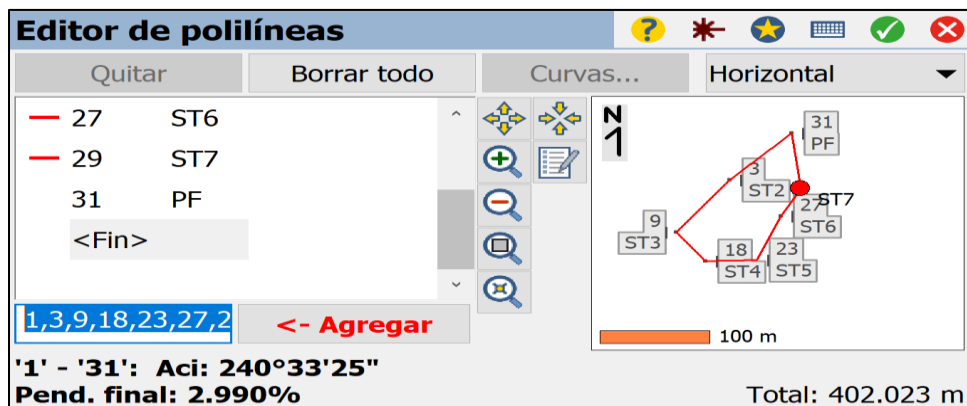 Editor de polilíneas
?
Quitar
Borrar todo
Curvas...
Horizontal
27 ST6
29 ST7
31 PF
<Fin>
1,3,9,18,23,27,2
<- Agregar
N
1
31
PF
3
ST2
ST7
27
ST6
9
ST3
18
ST4
23
ST5
100 m
'1' - '31': Aci: 240°33'25"
Pend. final: 2.990%
Total: 402.023 m